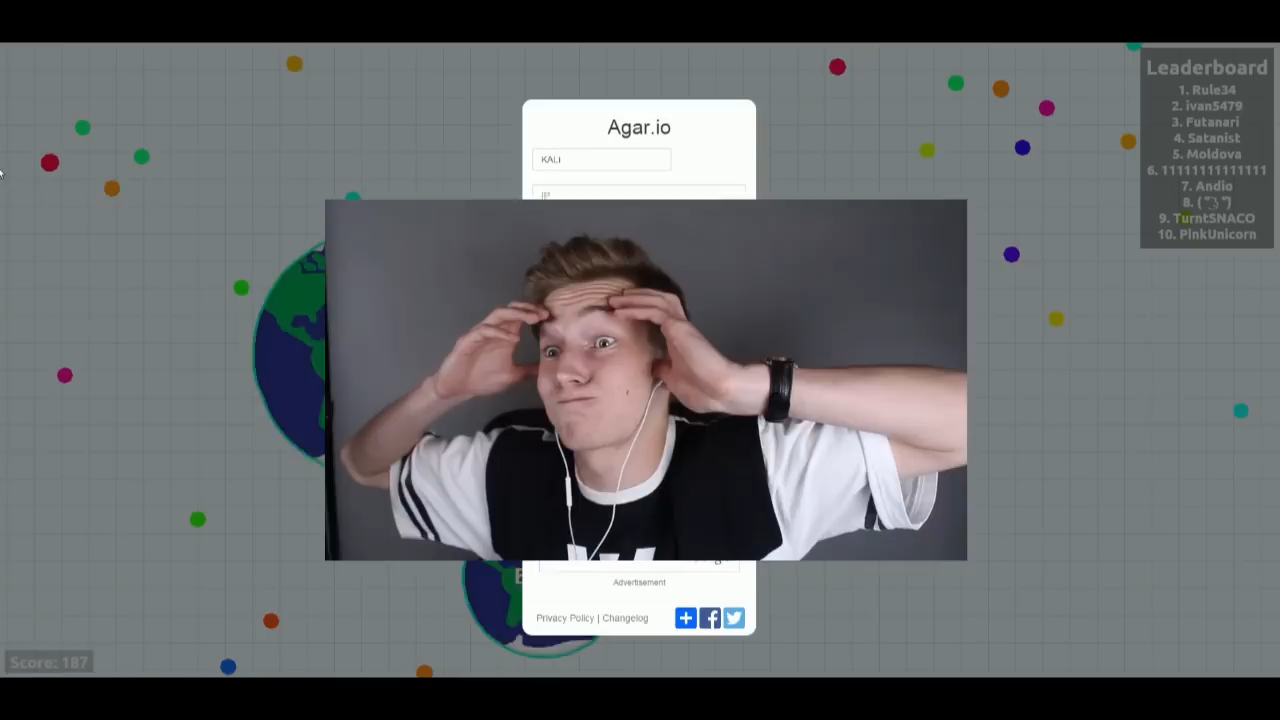 Leaderboard
1. Rule34
2. ivan5479
3. Futanari
4. Satanist
5. Moldova
6. 11111111111111
7. Andio
9. TurntSNACO
10. PinkUnicorn
Agar.io
KALI
Advertisement
Privacy Policy | Changelog
Score: 187